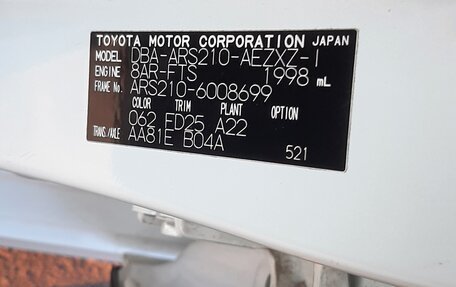 TOYOTA MOTOR CORPORATION JAPAN
MODEL DBA-ARS210-AEZXZ-I
ENGINE 8AR-FTS 1998 mL
FRAME No. ARS210-6008699
COLOR TRIM PLANT OPTION
062 FD25 A22
TRANS./AXLE AA81E B04A
521